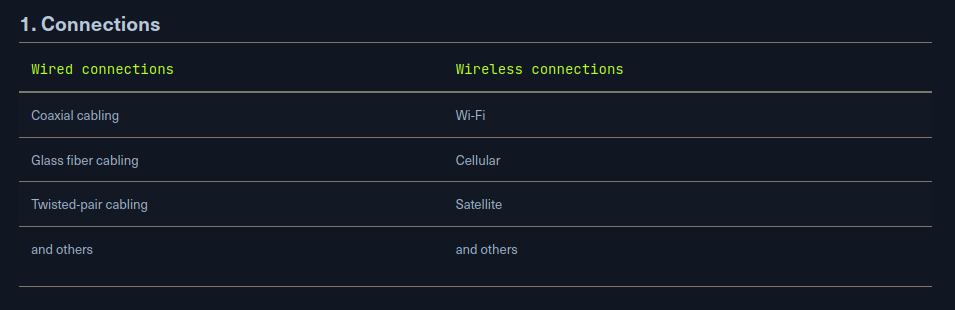 1. Connections
Wired connections Wireless connections
Coaxial cabling Wi-Fi
Glass fiber cabling Cellular
Twisted-pair cabling Satellite
and others and others